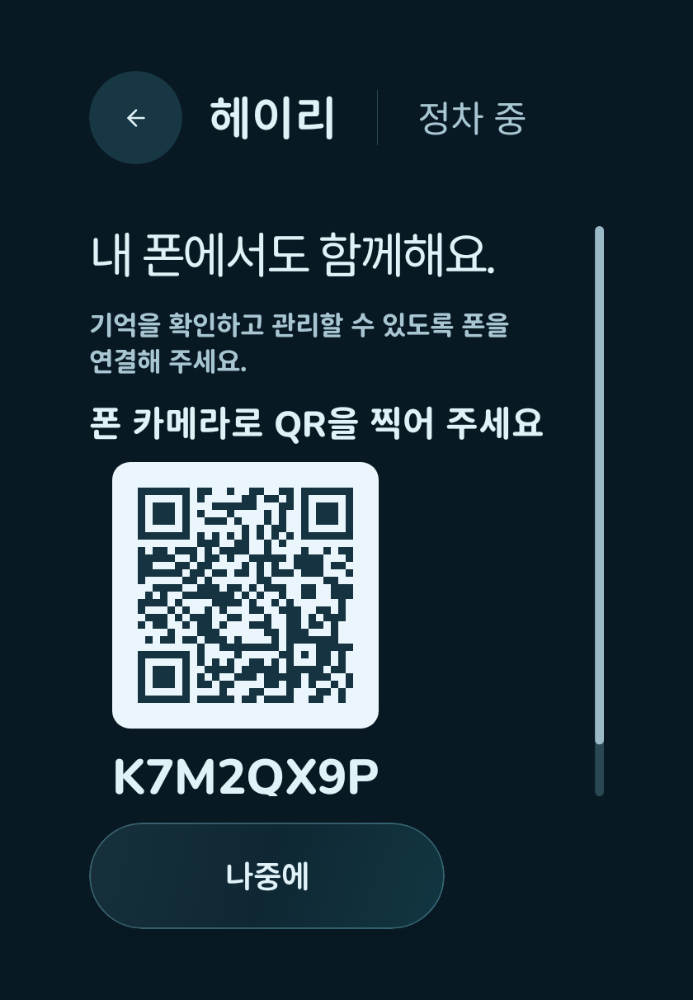 헤이리
정차 중
내 폰에서도 함께해요.
기억을 확인하고 관리할 수 있도록 폰을
연결해 주세요.
폰 카메라로 QR을 찍어 주세요
K7M2QX9P
나중에